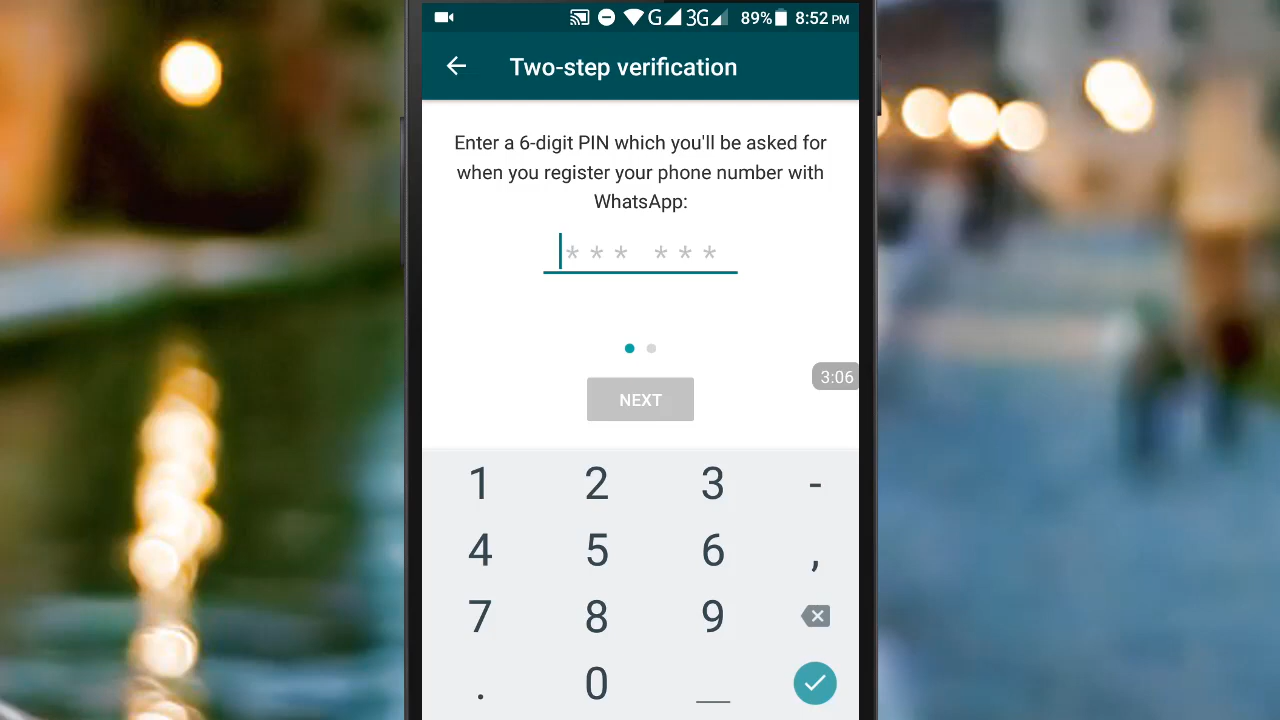 G 3G 89% 8:52 PM
Two-step verification
Enter a 6-digit PIN which you'll be asked for
when you register your phone number with
WhatsApp:
*** ***
3:06
NEXT
1 2 3 -
4 5 6 ,
7 8 9
. 0 _